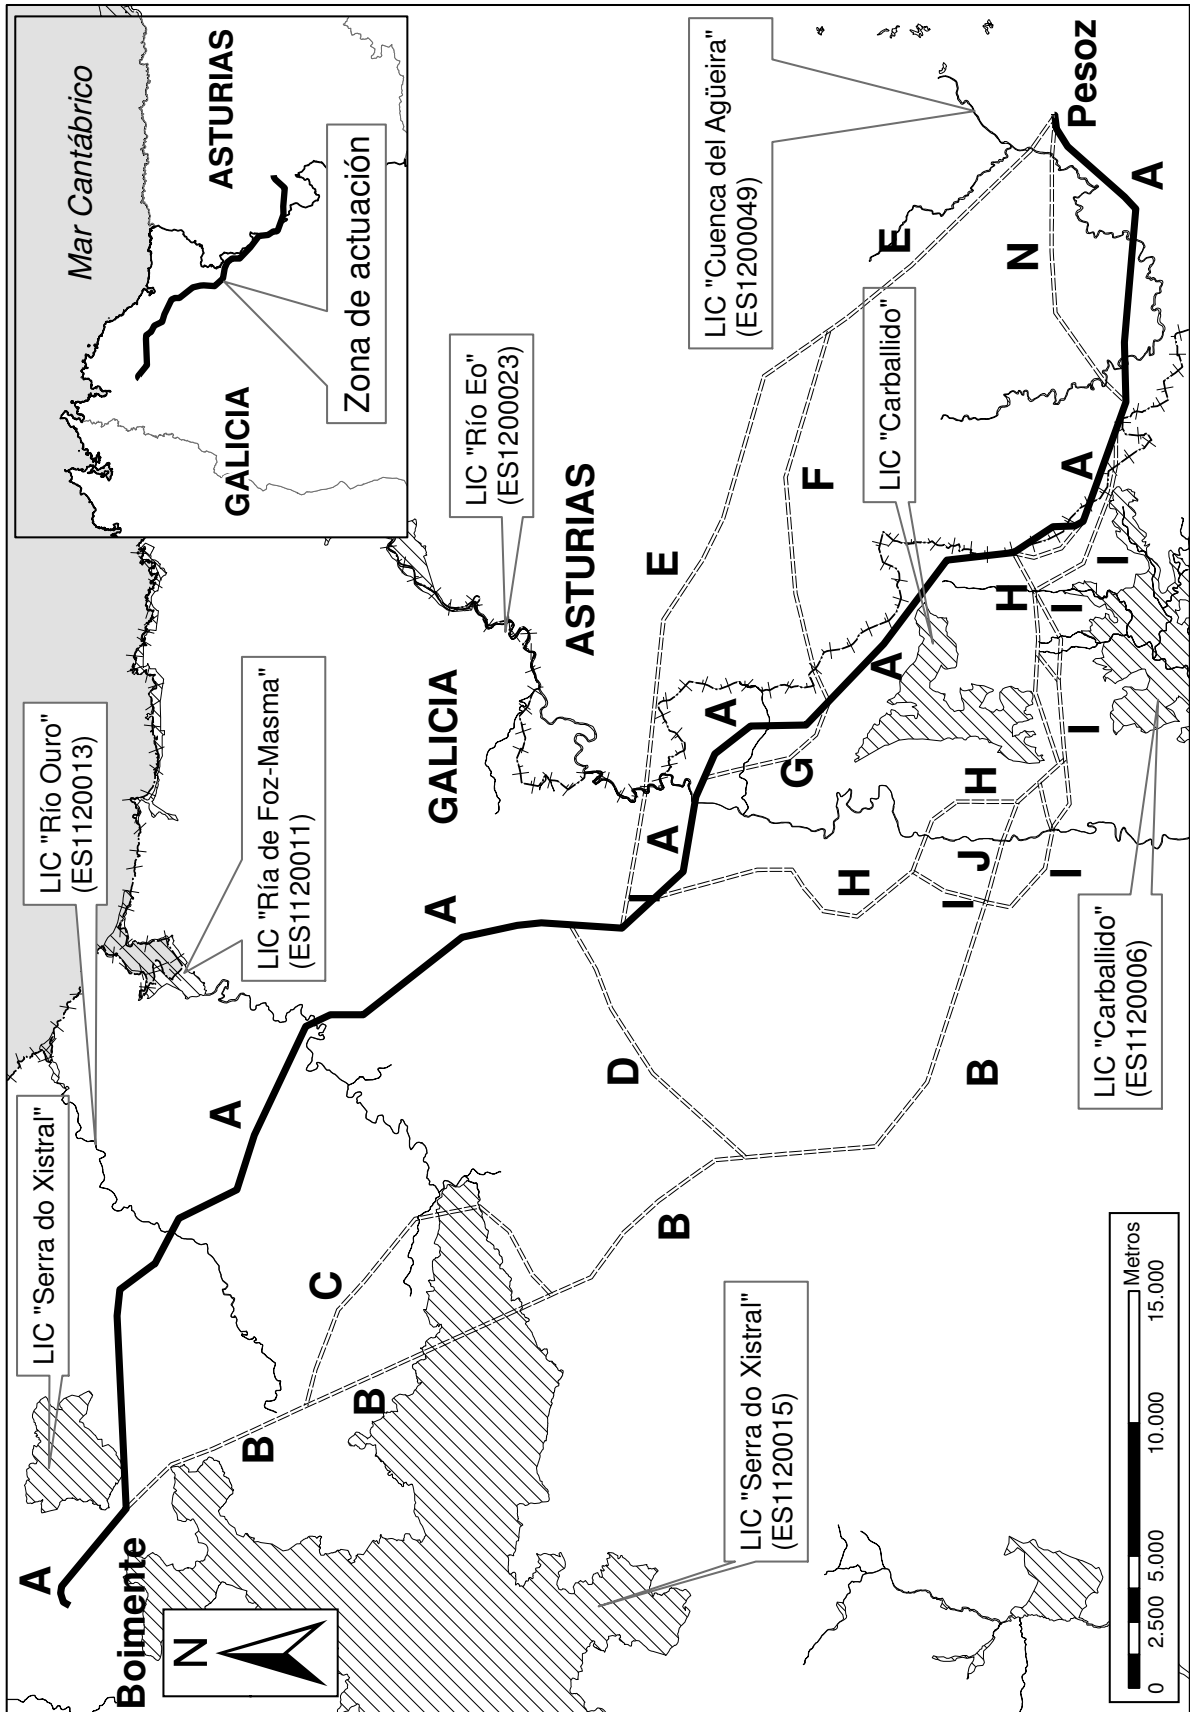 Mar Cantábrico
ASTURIAS
GALICIA
Zona de actuación
LIC "Serra do Xistral"
LIC "Río Ouro"
(ES1120013)
LIC "Ría de Foz-Masma"
(ES1120011)
LIC "Río Eo"
(ES1200023)
LIC "Cuenca del Agüeira"
(ES1200049)
LIC "Carballido"
LIC "Carballido"
(ES1120006)
LIC "Serra do Xistral"
(ES1120015)
GALICIA
ASTURIAS
Boimente
Pesoz
A
A
A
A
A
A
A
A
B
B
B
B
C
D
E
E
F
G
H
H
H
I
I
I
I
I
I
J
N
N
Metros
0
2.500
5.000
10.000
15.000